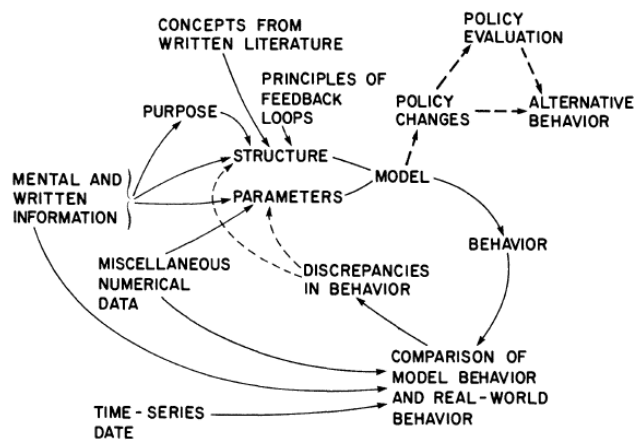 CONCEPTS FROM
WRITTEN LITERATURE
POLICY
EVALUATION
PRINCIPLES OF
FEEDBACK
LOOPS
PURPOSE
POLICY
CHANGES
ALTERNATIVE
BEHAVIOR
STRUCTURE
MODEL
MENTAL AND
WRITTEN
INFORMATION
PARAMETERS
BEHAVIOR
MISCELLANEOUS
NUMERICAL
DATA
DISCREPANCIES
IN BEHAVIOR
COMPARISON OF
MODEL BEHAVIOR
AND REAL-WORLD
BEHAVIOR
TIME-SERIES
DATE